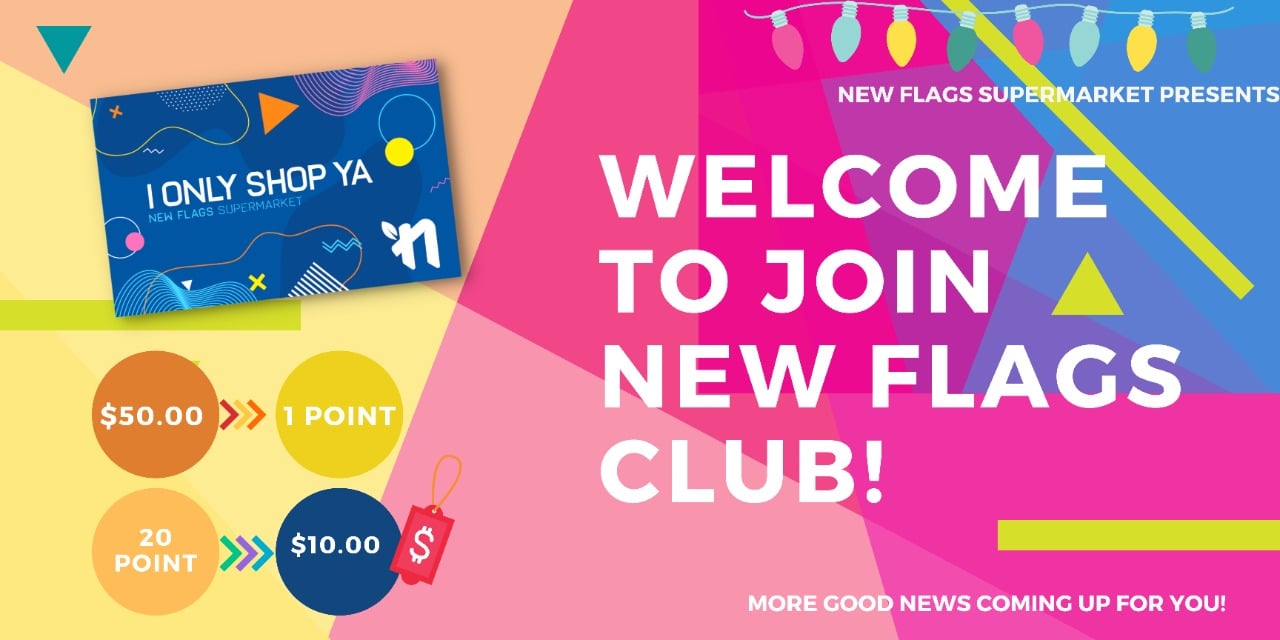 NEW FLAGS SUPERMARKET PRESENTS
I ONLY SHOP YA
NEW FLAGS SUPERMARKET
n
WELCOME
TO JOIN
NEW FLAGS
CLUB!
$50.00
1 POINT
20
POINT
$10.00
$
MORE GOOD NEWS COMING UP FOR YOU!